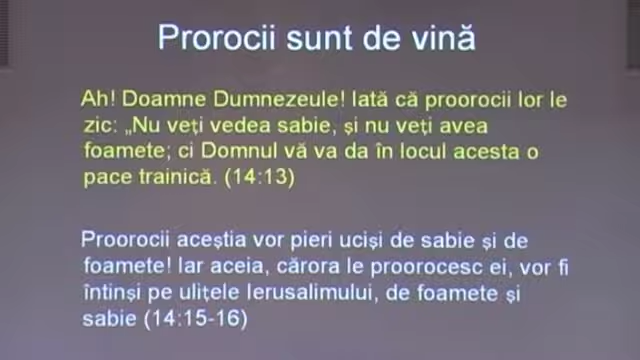 Prorocii sunt de vină
Ah! Doamne Dumnezeule! Iată că proorocii lor le
zic: „Nu veți vedea sabie, și nu veți avea
foamete; ci Domnul vă va da în locul acesta o
pace trainică. (14:13)
Proorocii aceștia vor pieri uciși de sabie și de
foamete! Iar aceia, cărora le proorocesc ei, vor fi
întinși pe ulițele Ierusalimului, de foamete și
sabie (14:15-16)